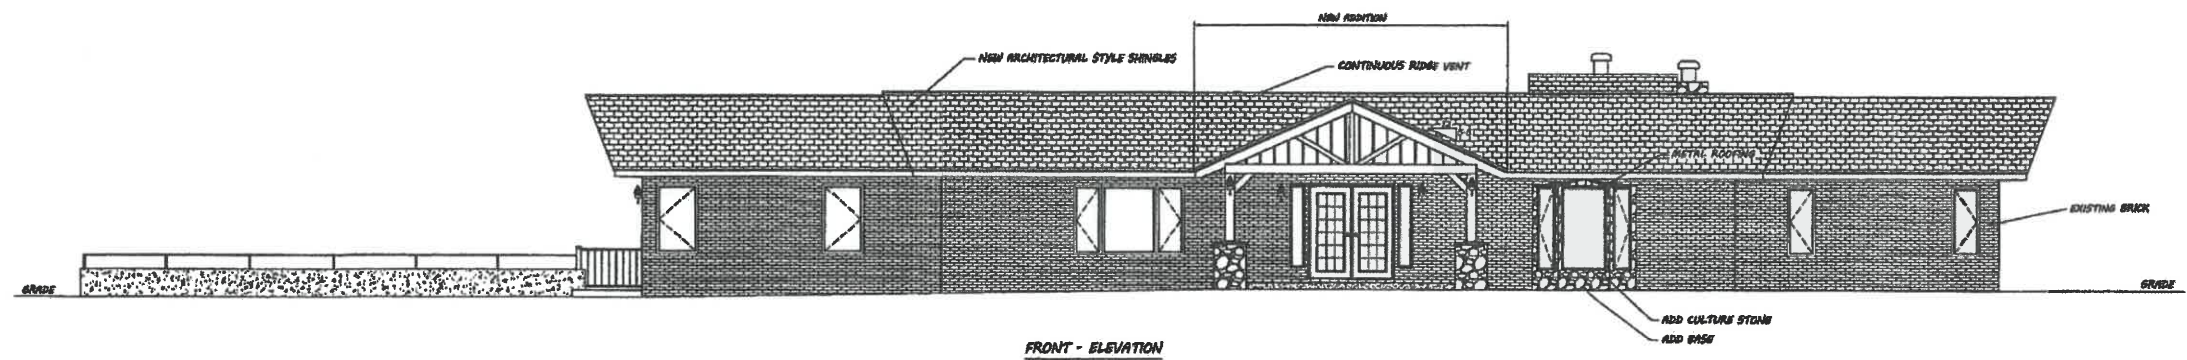 NEW ADDITION
NEW ARCHITECTURAL STYLE SHINGLES
CONTINUOUS RIDGE VENT
12
METAL ROOFING
EXISTING BRICK
GRADE
GRADE
ADD CULTURE STONE
ADD BASE
FRONT - ELEVATION